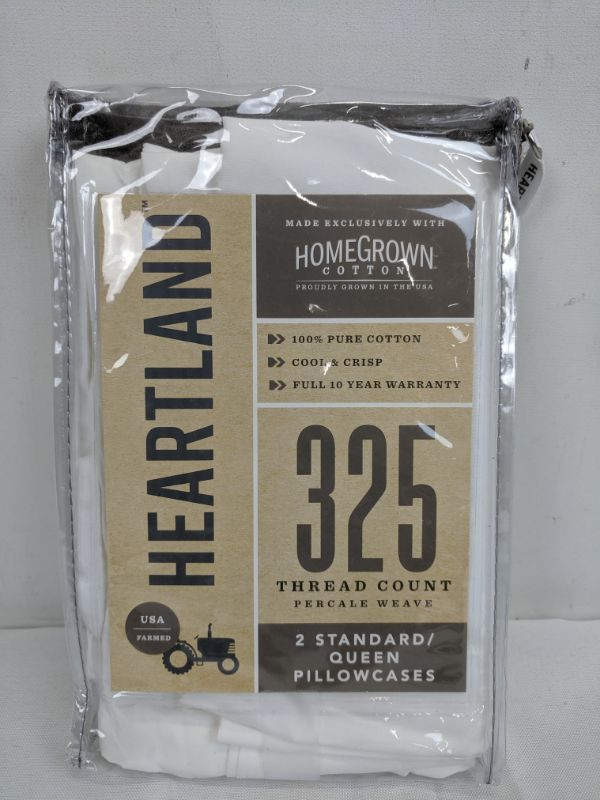 HEARTLAND™
MADE EXCLUSIVELY WITH
HOMEGROWN
COTTON
PROUDLY GROWN IN THE USA
100% PURE COTTON
COOL & CRISP
FULL 10 YEAR WARRANTY
325
THREAD COUNT
PERCALE WEAVE
USA
FARMED
2 STANDARD/
QUEEN
PILLOWCASES